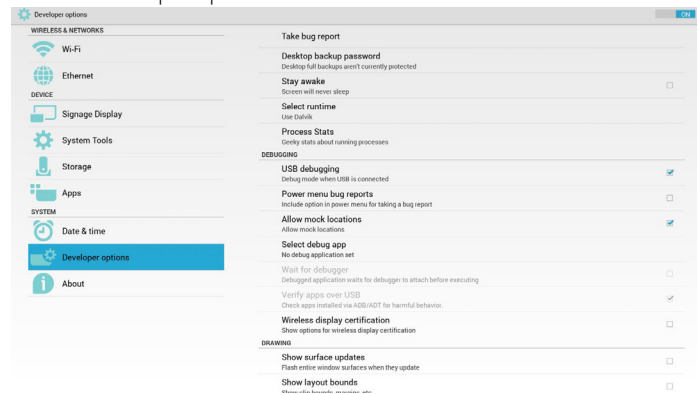 Developer options
ON
WIRELESS & NETWORKS
Wi-Fi
Ethernet
DEVICE
Signage Display
System Tools
Storage
Apps
SYSTEM
Date & time
Developer options
About
Take bug report
Desktop backup password
Desktop full backups aren't currently protected
Stay awake
Screen will never sleep
Select runtime
Use Dalvik
Process Stats
Geeky stats about running processes
DEBUGGING
USB debugging
Debug mode when USB is connected
Power menu bug reports
Include option in power menu for taking a bug report
Allow mock locations
Allow mock locations
Select debug app
No debug application set
Wait for debugger
Debugged application waits for debugger to attach before executing
Verify apps over USB
Check apps installed via ADB/ADT for harmful behavior.
Wireless display certification
Show options for wireless display certification
DRAWING
Show surface updates
Flash entire window surfaces when they update
Show layout bounds
Show clip bounds, margins, etc.